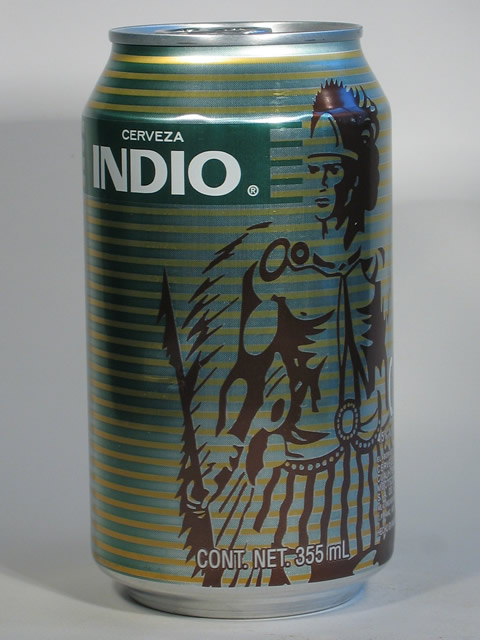 CERVEZA
INDIO®
CONT. NET. 355 mL